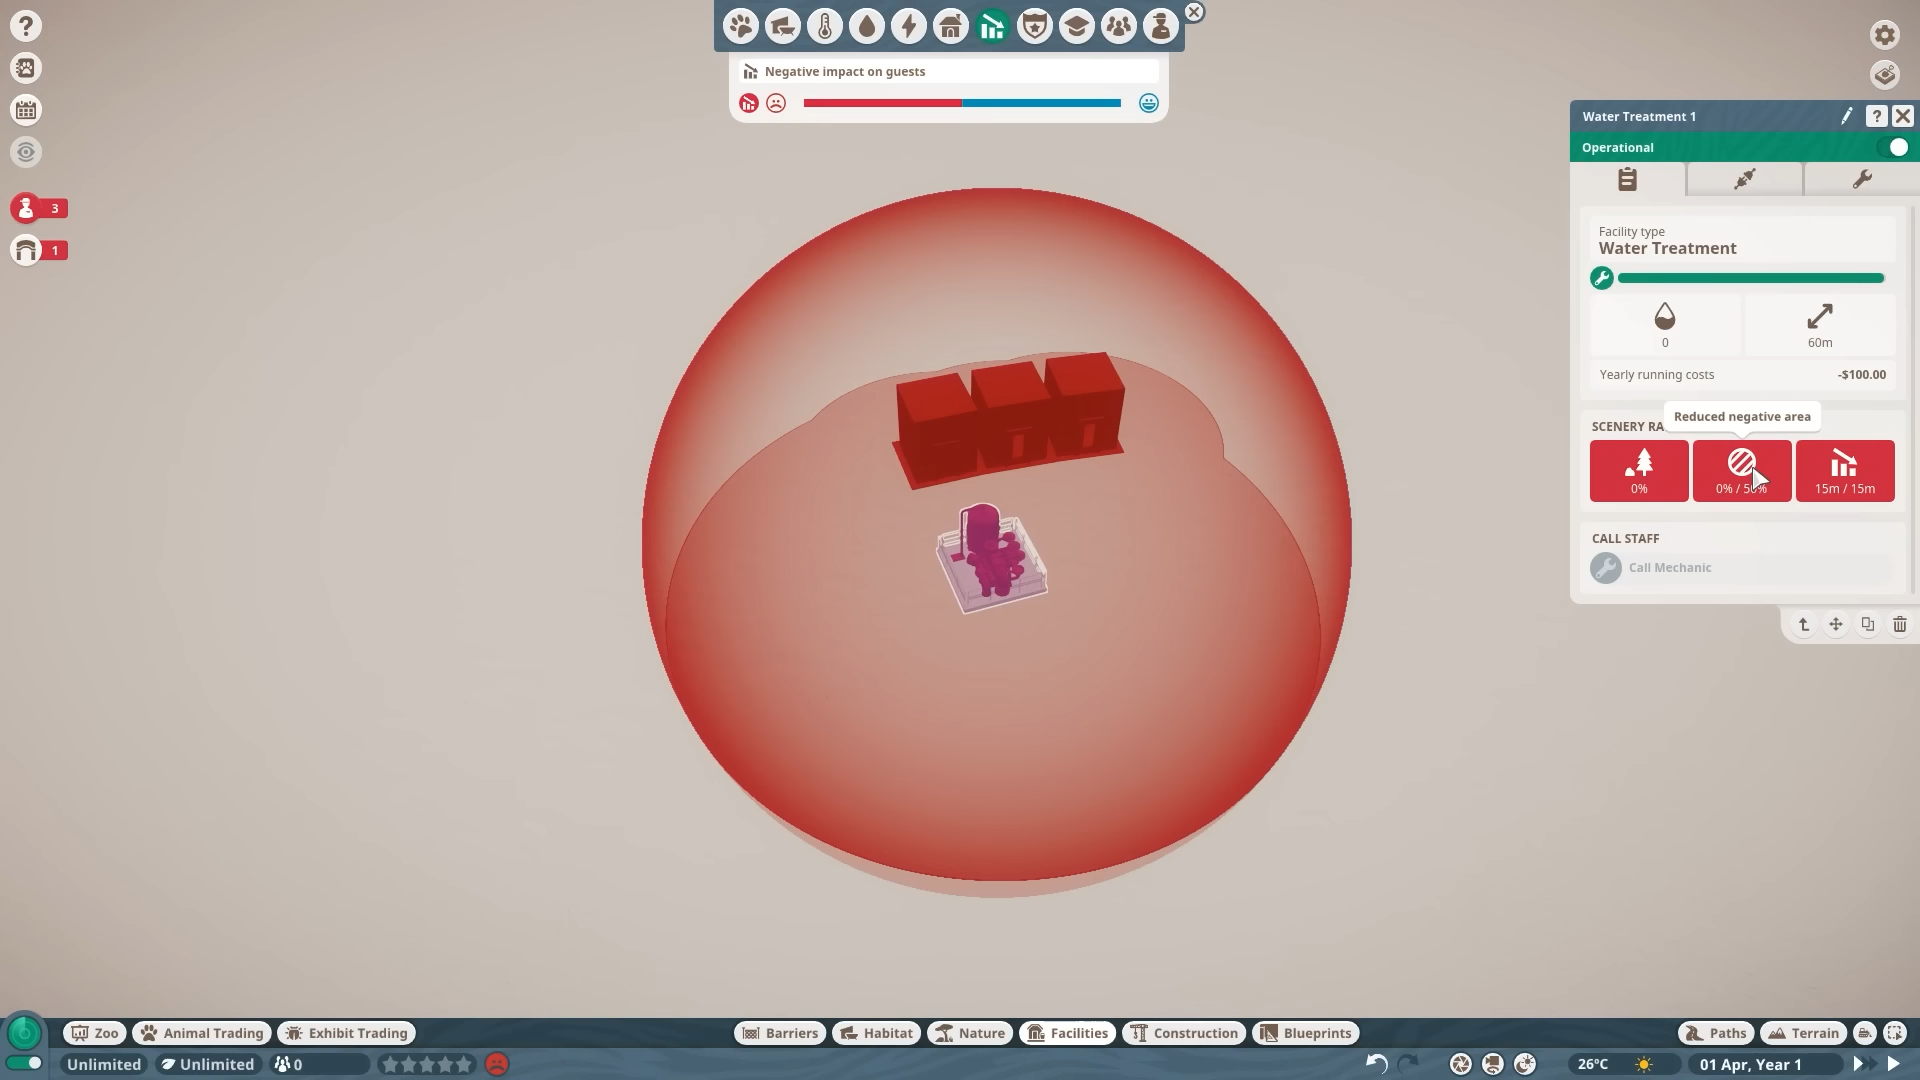 Negative impact on guests
3
1
Water Treatment 1
Operational
Facility type
Water Treatment
0
60m
Yearly running costs
-$100.00
Reduced negative area
SCENERY RA
0%
0% / 50%
15m / 15m
CALL STAFF
Call Mechanic
Zoo
Animal Trading
Exhibit Trading
Barriers
Habitat
Nature
Facilities
Construction
Blueprints
Paths
Terrain
Unlimited
Unlimited
0
26°C
01 Apr, Year 1